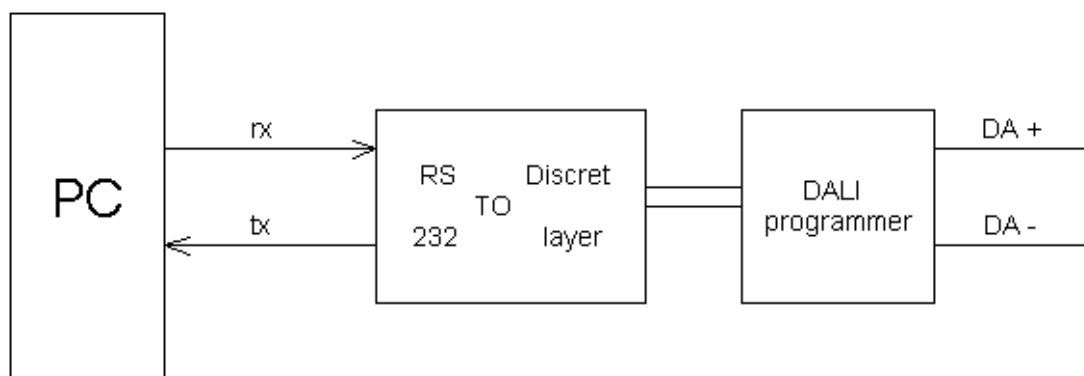 PC
rx
tx
RS TO Discret
232 layer
DALI
programmer
DA +
DA -